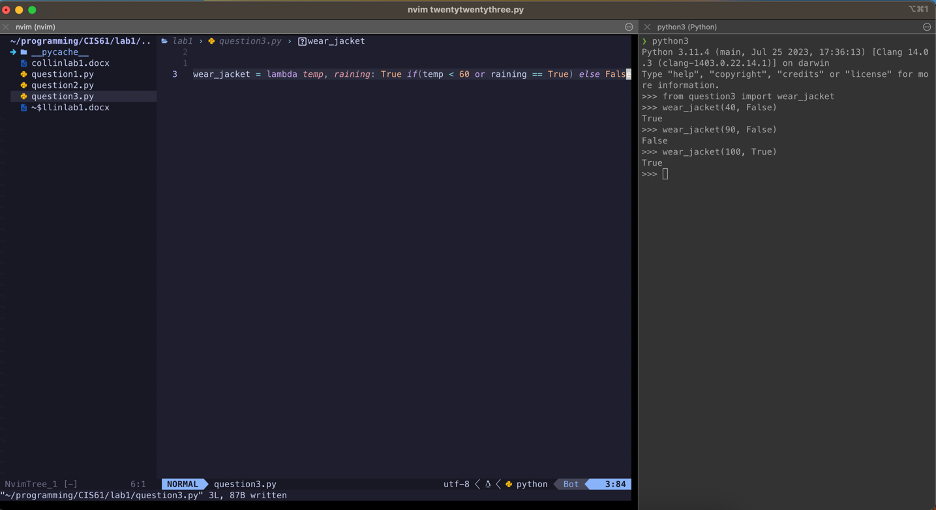 nvim twentytwentythree.py
⌥⌘1
nvim (nvim)
~/programming/CIS61/lab1/..
__pycache__
collinlab1.docx
question1.py
question2.py
question3.py
~$llinlab1.docx
lab1 › question3.py › wear_jacket
2
1
3 wear_jacket = lambda temp, raining: True if(temp < 60 or raining == True) else False
NvimTree_1 [-] 6:1
NORMAL question3.py utf-8 python Bot 3:84
"~/programming/CIS61/lab1/question3.py" 3L, 87B written
python3 (Python)
❯ python3
Python 3.11.4 (main, Jul 25 2023, 17:36:13) [Clang 14.0
.3 (clang-1403.0.22.14.1)] on darwin
Type "help", "copyright", "credits" or "license" for mo
re information.
>>> from question3 import wear_jacket
>>> wear_jacket(40, False)
True
>>> wear_jacket(90, False)
False
>>> wear_jacket(100, True)
True
>>>